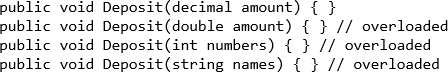 public void Deposit(decimal amount) { }
public void Deposit(double amount) { } // overloaded
public void Deposit(int numbers) { } // overloaded
public void Deposit(string names) { } // overloaded